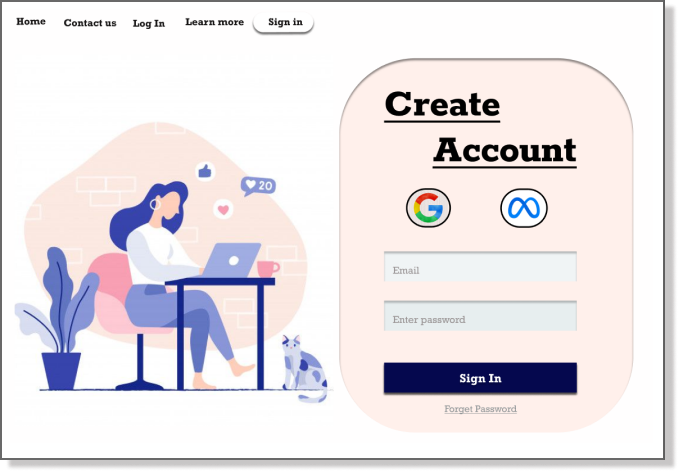 Home Contact us Log In Learn more Sign in
Create
Account
20
G
Email
Enter password
Sign In
Forget Password